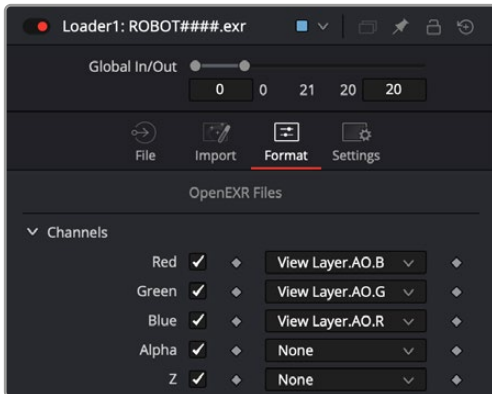 Loader1: ROBOT####.exr
Global In/Out
0 0 21 20 20
File Import Format Settings
OpenEXR Files
Channels
Red View Layer.AO.B
Green View Layer.AO.G
Blue View Layer.AO.R
Alpha None
Z None